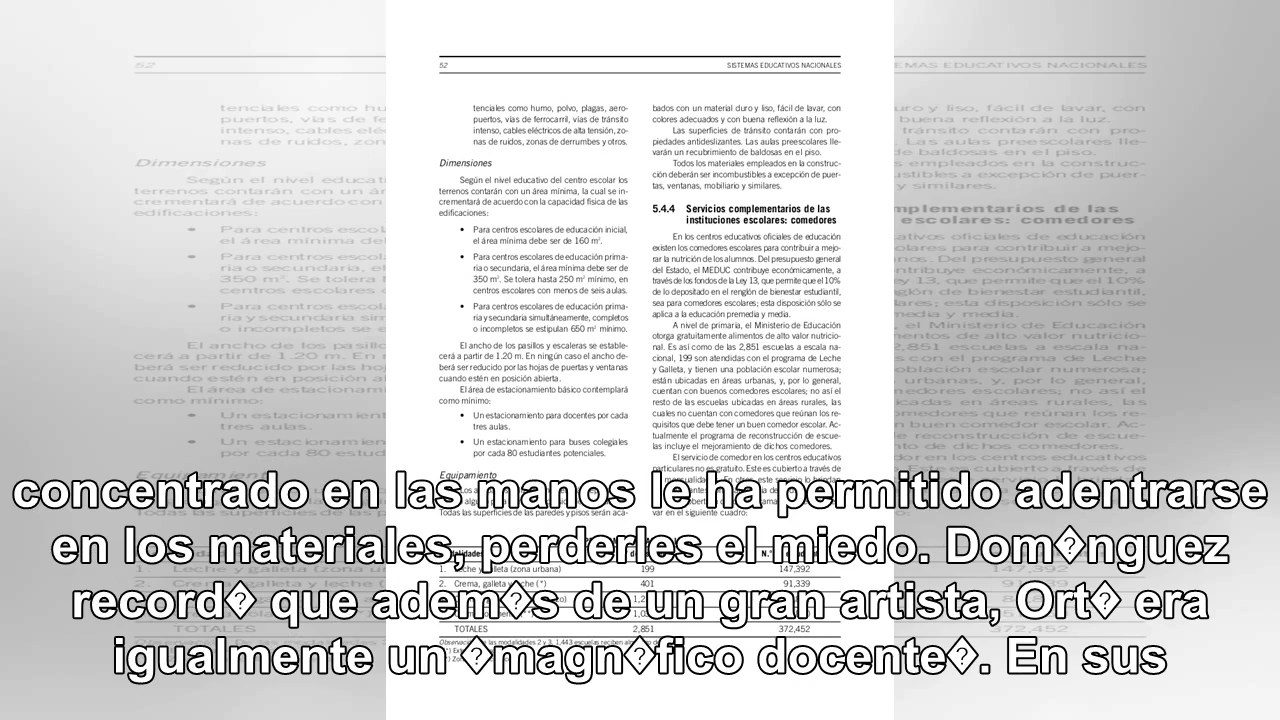 52 SISTEMAS EDUCATIVOS NACIONALES
tenciales como humo, polvo, plagas, aero-
puertos, vías de ferrocarril, vías de tránsito
intenso, cables eléctricos de alta tensión, zo-
nas de ruidos, zonas de derrumbes y otros.
Dimensiones
Según el nivel educativo del centro escolar los
terrenos contarán con un área mínima, la cual se in-
crementará de acuerdo con la capacidad física de las
edificaciones:
• Para centros escolares de educación inicial,
el área mínima debe ser de 160 m².
• Para centros escolares de educación prima-
ria o secundaria, el área mínima debe ser de
350 m². Se tolera hasta 250 m² mínimo, en
centros escolares con menos de seis aulas.
• Para centros escolares de educación prima-
ria y secundaria simultáneamente, completos
o incompletos se estipulan 650 m² mínimo.
El ancho de los pasillos y escaleras se estable-
cerá a partir de 1.20 m. En ningún caso el ancho de-
berá ser reducido por las hojas de puertas y ventanas
cuando estén en posición abierta.
El área de estacionamiento básico contemplará
como mínimo:
• Un estacionamiento para docentes por cada
tres aulas.
• Un estacionamiento para buses colegiales
por cada 80 estudiantes potenciales.
Equipamiento
Todas las superficies de las paredes y pisos serán aca-
bados con un material duro y liso, fácil de lavar, con
colores adecuados y con buena reflexión a la luz.
Las superficies de tránsito contarán con pro-
piedades antideslizantes. Las aulas preescolares lle-
varán un recubrimiento de baldosas en el piso.
Todos los materiales empleados en la construc-
ción deberán ser incombustibles a excepción de puer-
tas, ventanas, mobiliario y similares.
5.4.4 Servicios complementarios de las
instituciones escolares: comedores
En los centros educativos oficiales de educación
existen los comedores escolares para contribuir a mejo-
rar la nutrición de los alumnos. Del presupuesto general
del Estado, el MEDUC contribuye económicamente, a
través de los fondos de la Ley 13, que permite que el 10%
de lo depositado en el renglón de bienestar estudiantil,
sea para comedores escolares; esta disposición sólo se
aplica a la educación premedia y media.
A nivel de primaria, el Ministerio de Educación
otorga gratuitamente alimentos de alto valor nutricio-
nal. Es así como de las 2,851 escuelas a escala na-
cional, 199 son atendidas con el programa de Leche
y Galleta, y tienen una población escolar numerosa;
están ubicadas en áreas urbanas, y, por lo general,
cuentan con buenos comedores escolares; no así el
resto de las escuelas ubicadas en áreas rurales, las
cuales no cuentan con comedores que reúnan los re-
quisitos que debe tener un buen comedor escolar. Ac-
tualmente el programa de reconstrucción de escue-
las incluye el mejoramiento de dichos comedores.
El servicio de comedor en los centros educativos
particulares no es gratuito. Este es cubierto a través de
var en el siguiente cuadro:
1. Leche y galleta (zona urbana) 199 147,392
2. Crema, galleta y leche (*) 401 91,339
TOTALES 2,851 372,452
concentrado en las manos le ha permitido adentrarse
en los materiales, perderles el miedo. Dom�nguez
record� que adem�s de un gran artista, Ort� era
igualmente un �magn�fico docente�. En sus